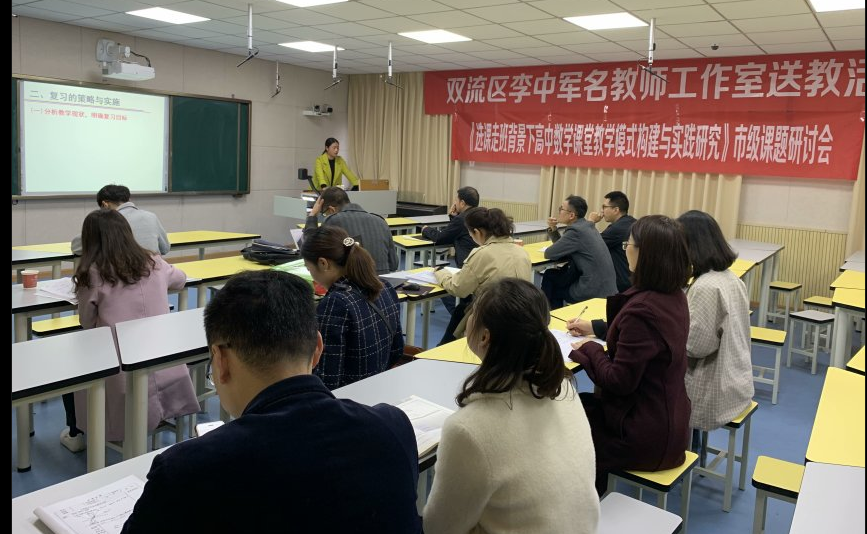 二、复习的策略与实施
(一)分析教学现状，明确复习目标
双流区李中军名教师工作室送教活
《选课走班背景下高中数学课堂教学模式构建与实践研究》市级课题研讨会